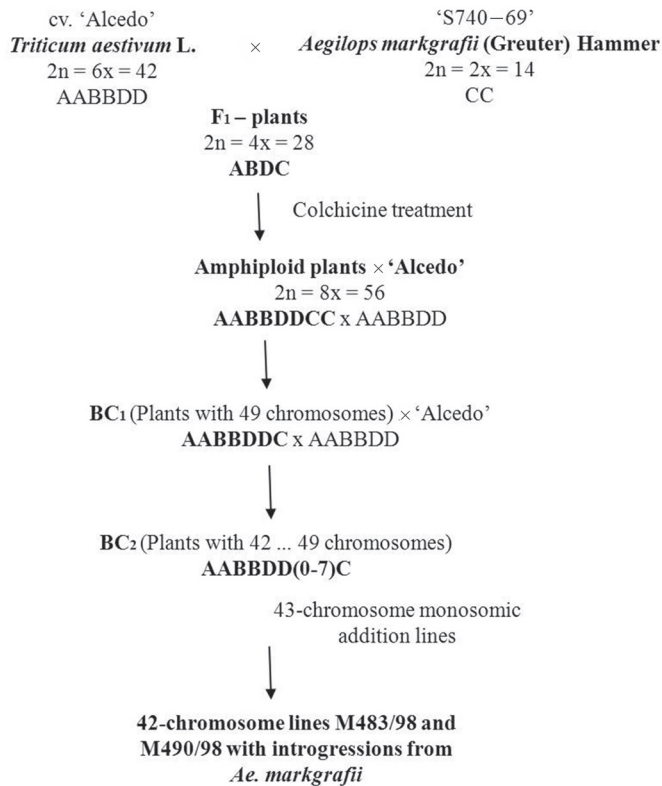 cv. ‘Alcedo’ ‘S740−69’
Triticum aestivum L. × Aegilops markgrafii (Greuter) Hammer
2n = 6x = 42 2n = 2x = 14
AABBDD CC
F1 – plants
2n = 4x = 28
ABDC
Colchicine treatment
Amphiploid plants × ‘Alcedo’
2n = 8x = 56
AABBDDCC x AABBDD
BC1 (Plants with 49 chromosomes) × ‘Alcedo’
AABBDDC x AABBDD
BC2 (Plants with 42 ... 49 chromosomes)
AABBDD(0-7)C
43-chromosome monosomic
addition lines
42-chromosome lines M483/98 and
M490/98 with introgressions from
Ae. markgrafii